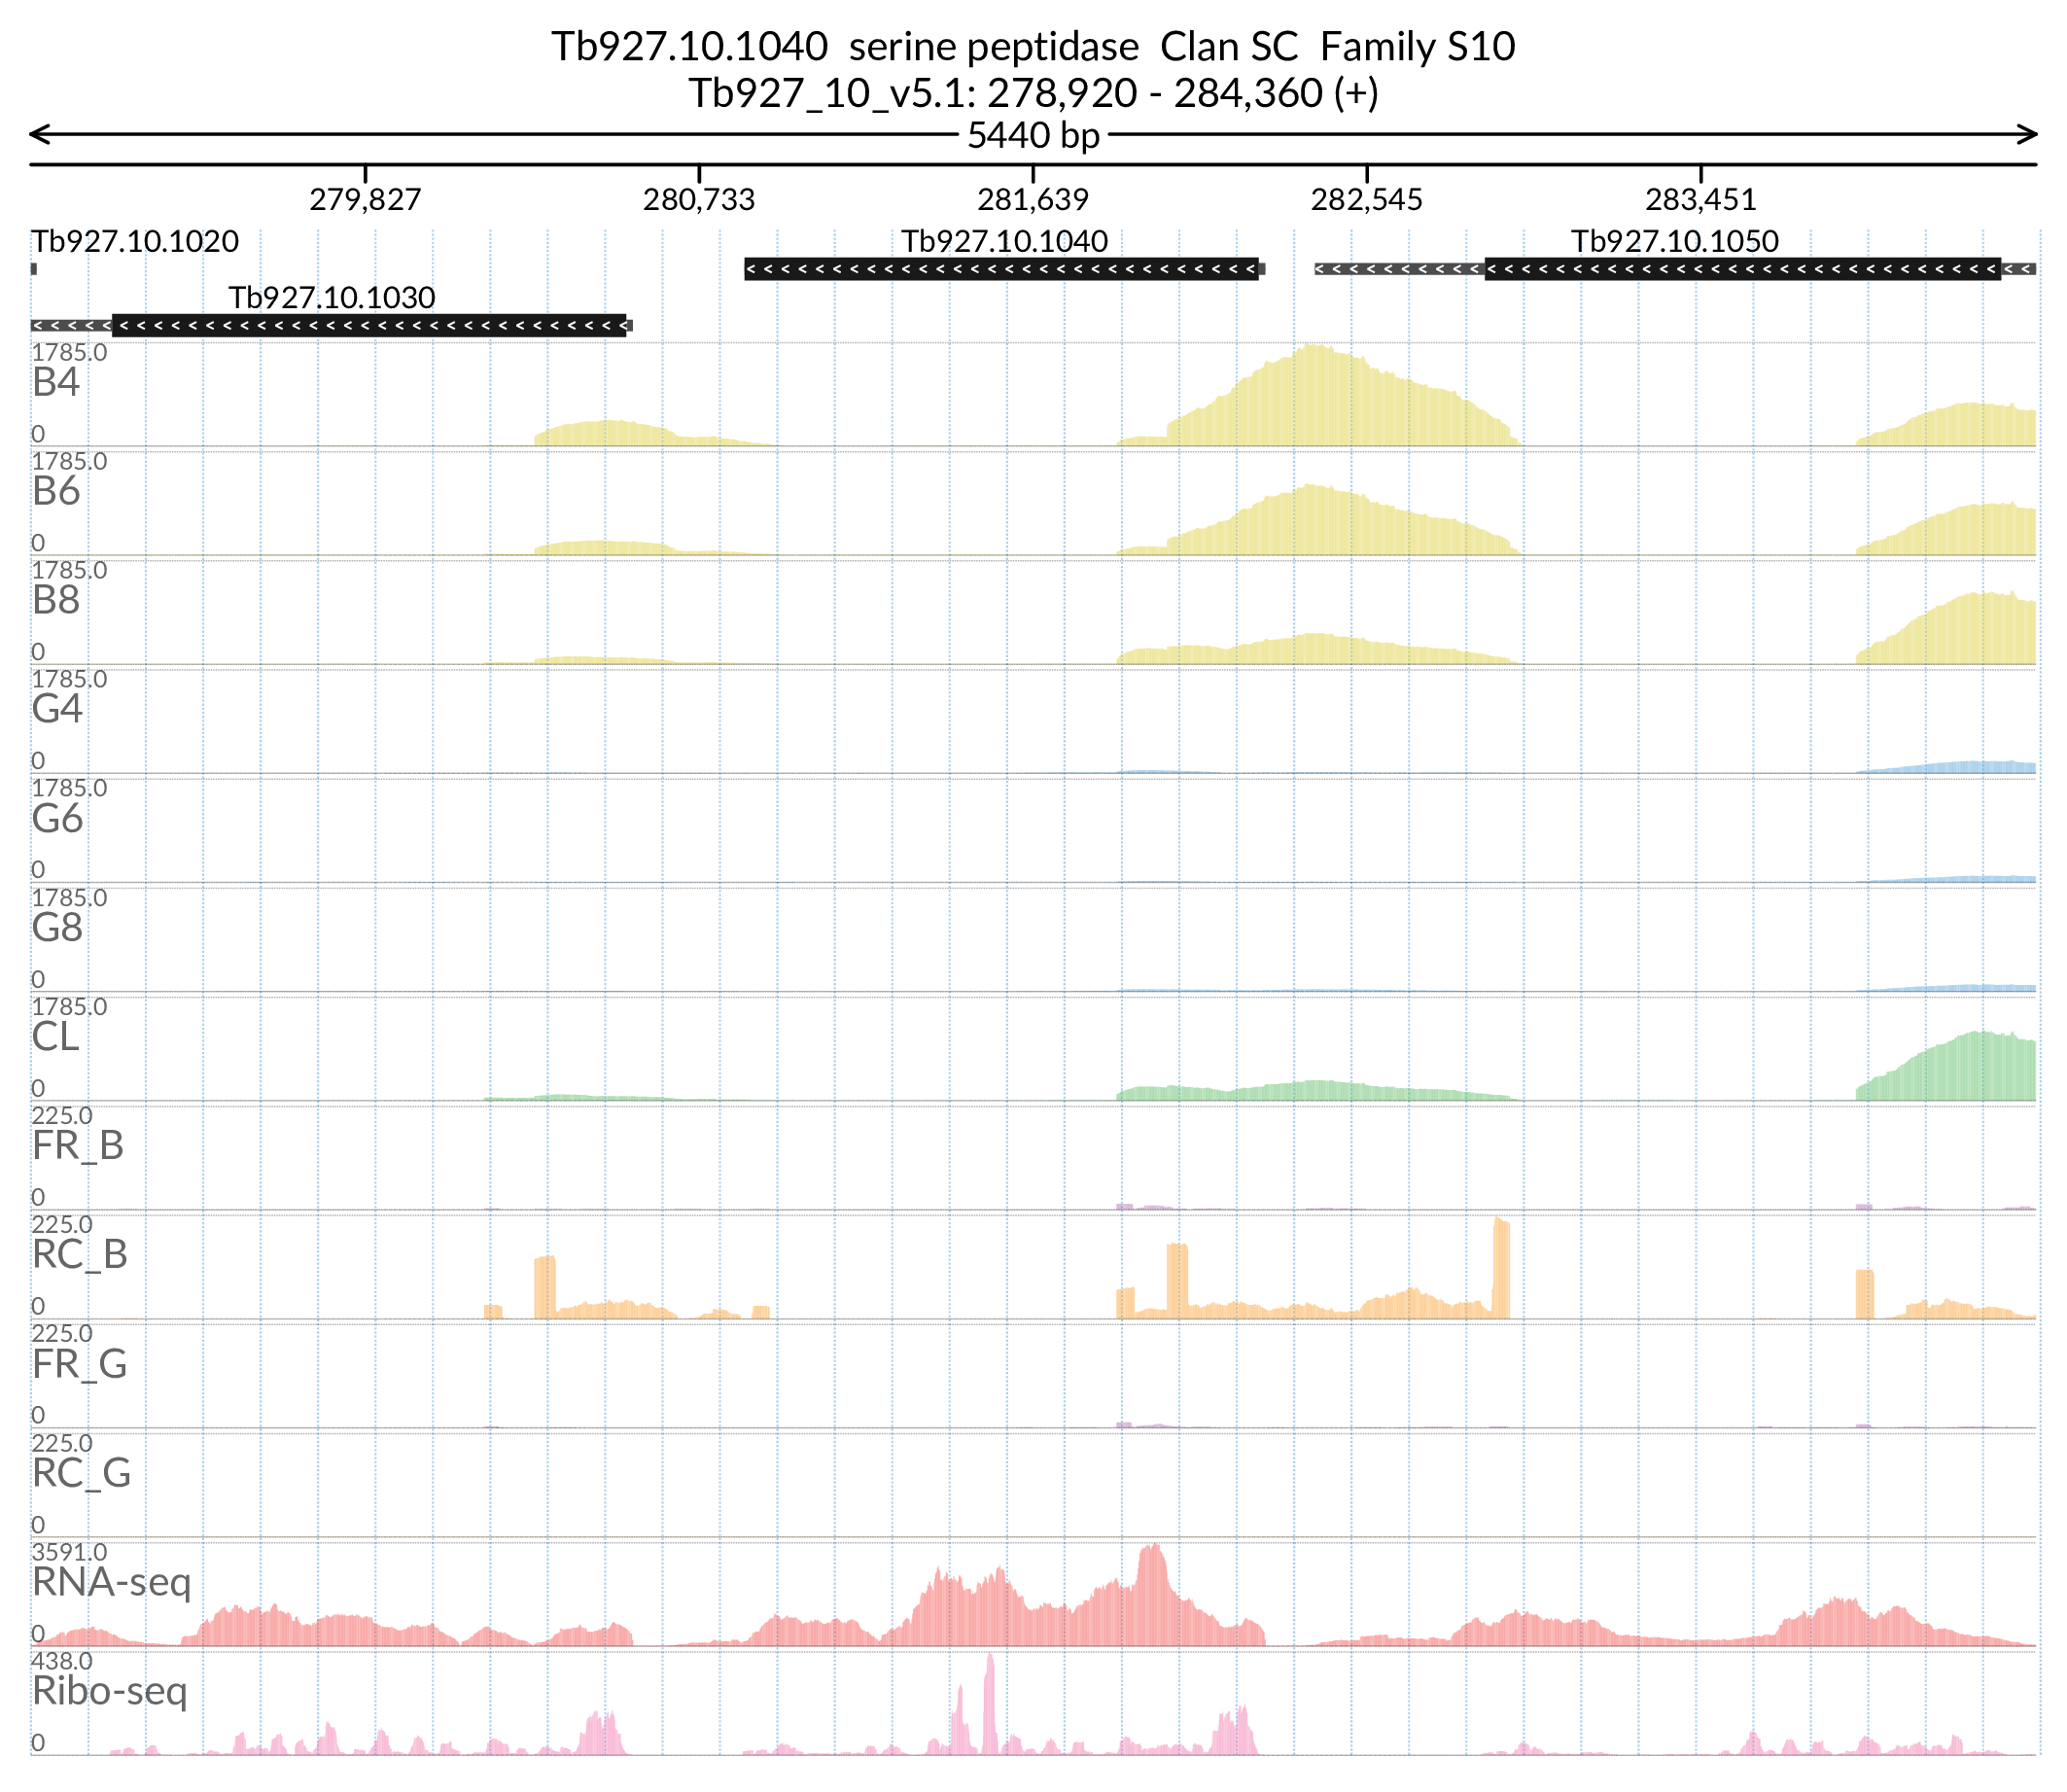 Tb927.10.1040 serine peptidase Clan SC Family S10
Tb927_10_v5.1: 278,920 - 284,360 (+)
5440 bp
279,827 280,733 281,639 282,545 283,451
Tb927.10.1020 Tb927.10.1040 Tb927.10.1050
Tb927.10.1030
1785.0
B4
0
1785.0
B6
0
1785.0
B8
0
1785.0
G4
0
1785.0
G6
0
1785.0
G8
0
1785.0
CL
0
225.0
FR_B
0
225.0
RC_B
0
225.0
FR_G
0
225.0
RC_G
0
3591.0
RNA-seq
0
438.0
Ribo-seq
0